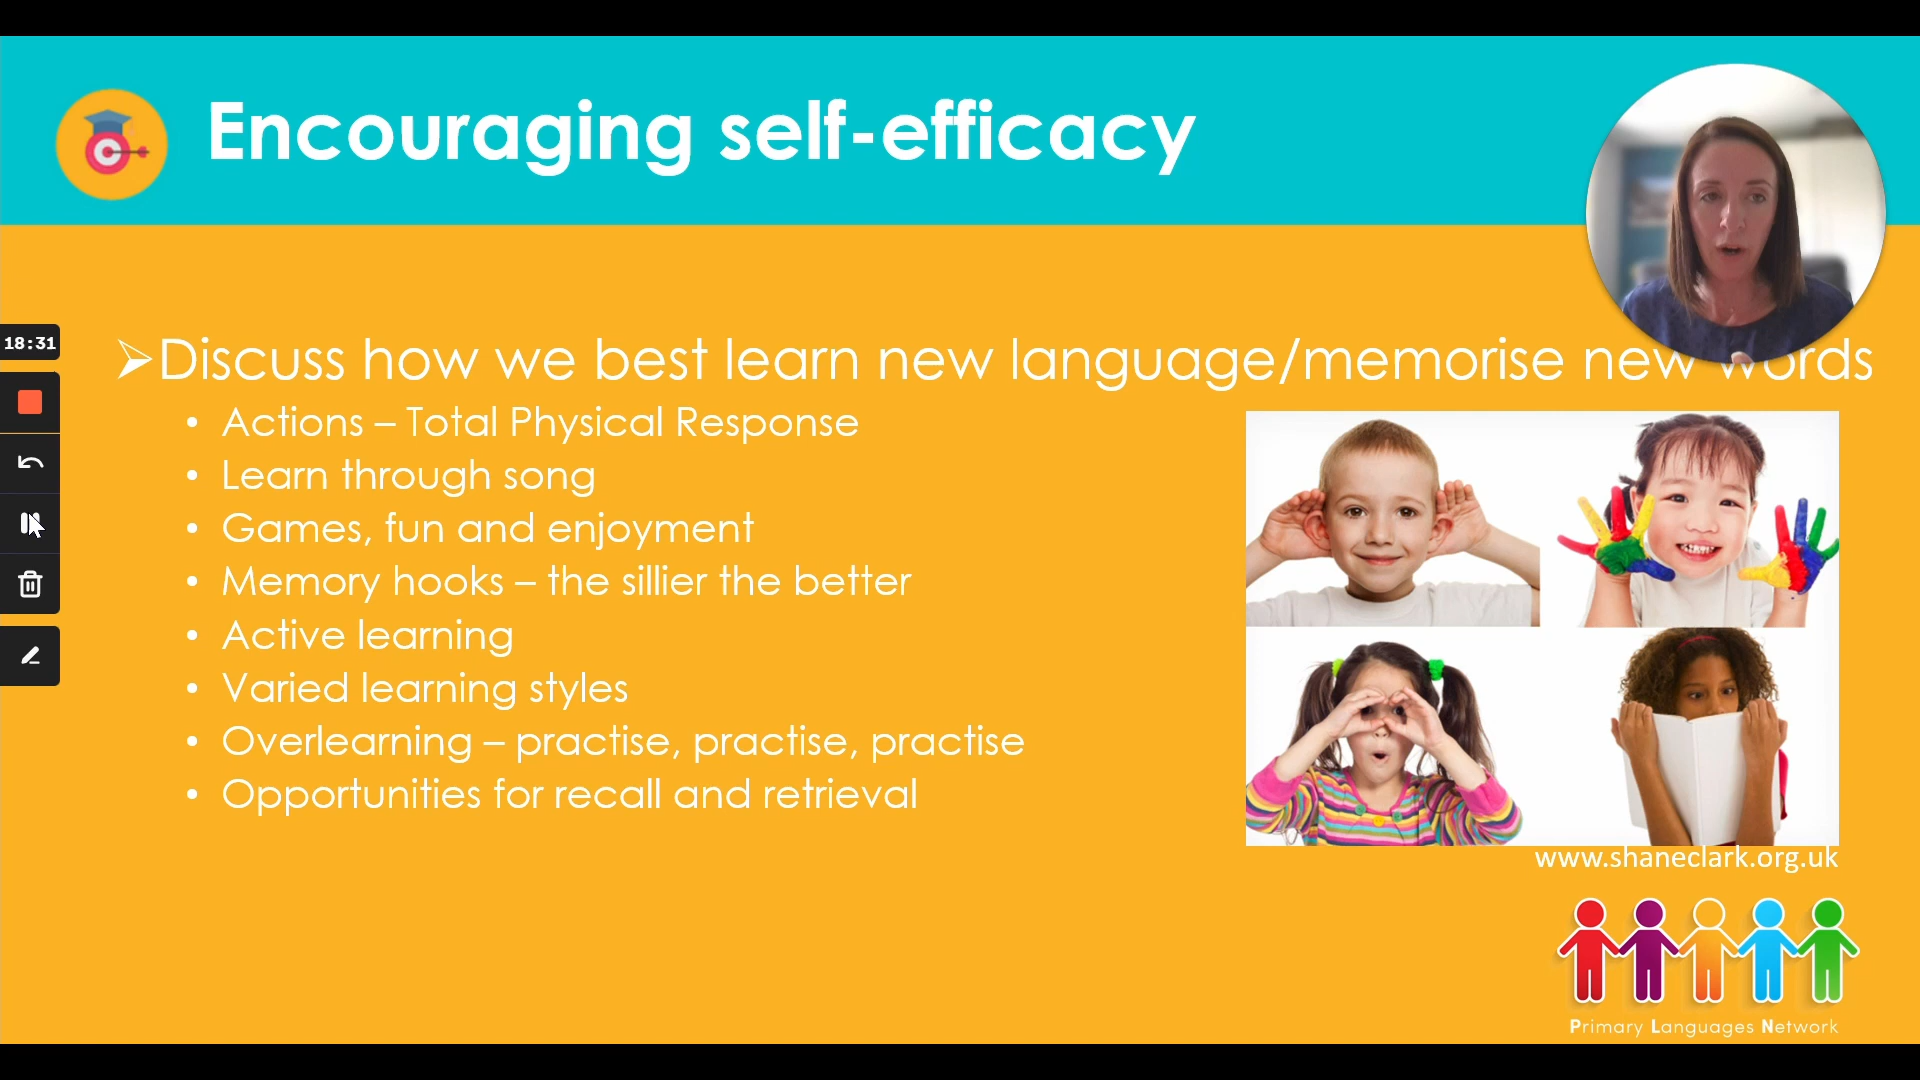 Encouraging self-efficacy
18:31
➢Discuss how we best learn new language/memorise new words
• Actions – Total Physical Response
• Learn through song
• Games, fun and enjoyment
• Memory hooks – the sillier the better
• Active learning
• Varied learning styles
• Overlearning – practise, practise, practise
• Opportunities for recall and retrieval
www.shaneclark.org.uk
Primary Languages Network